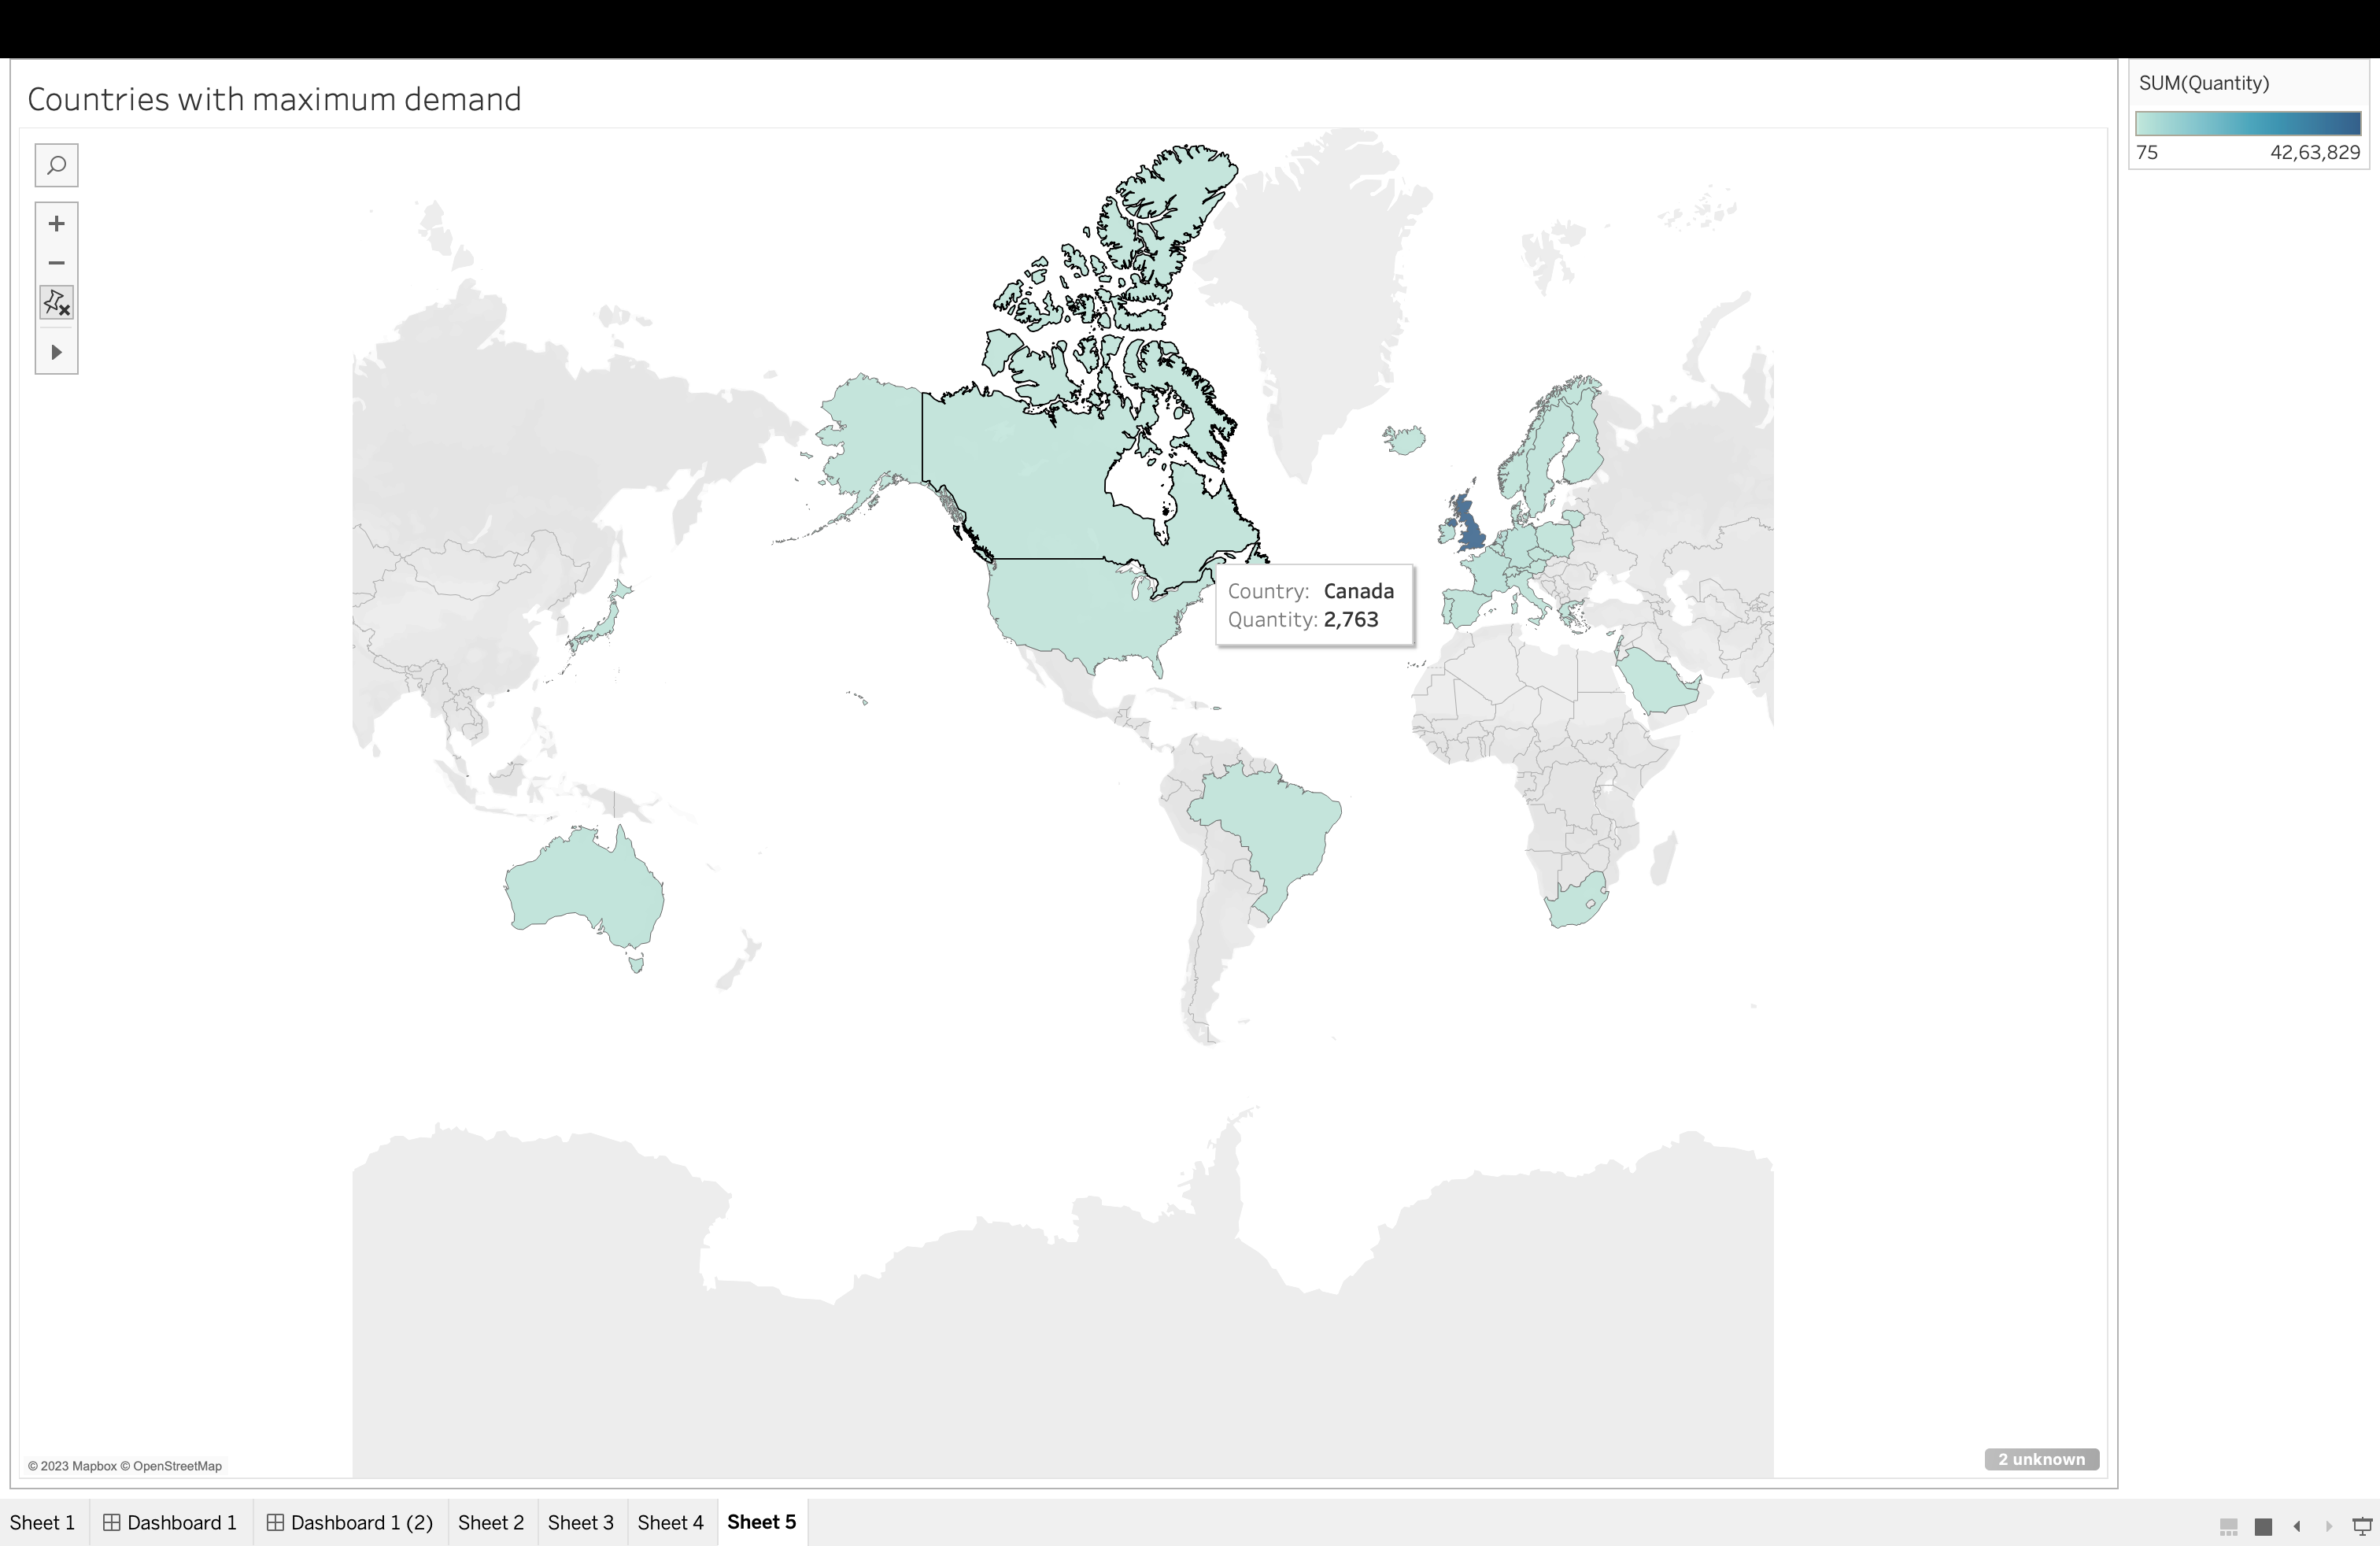 Countries with maximum demand
SUM(Quantity)
75 42,63,829
Country: Canada
Quantity: 2,763
© 2023 Mapbox © OpenStreetMap
2 unknown
Sheet 1 Dashboard 1 Dashboard 1 (2) Sheet 2 Sheet 3 Sheet 4 Sheet 5